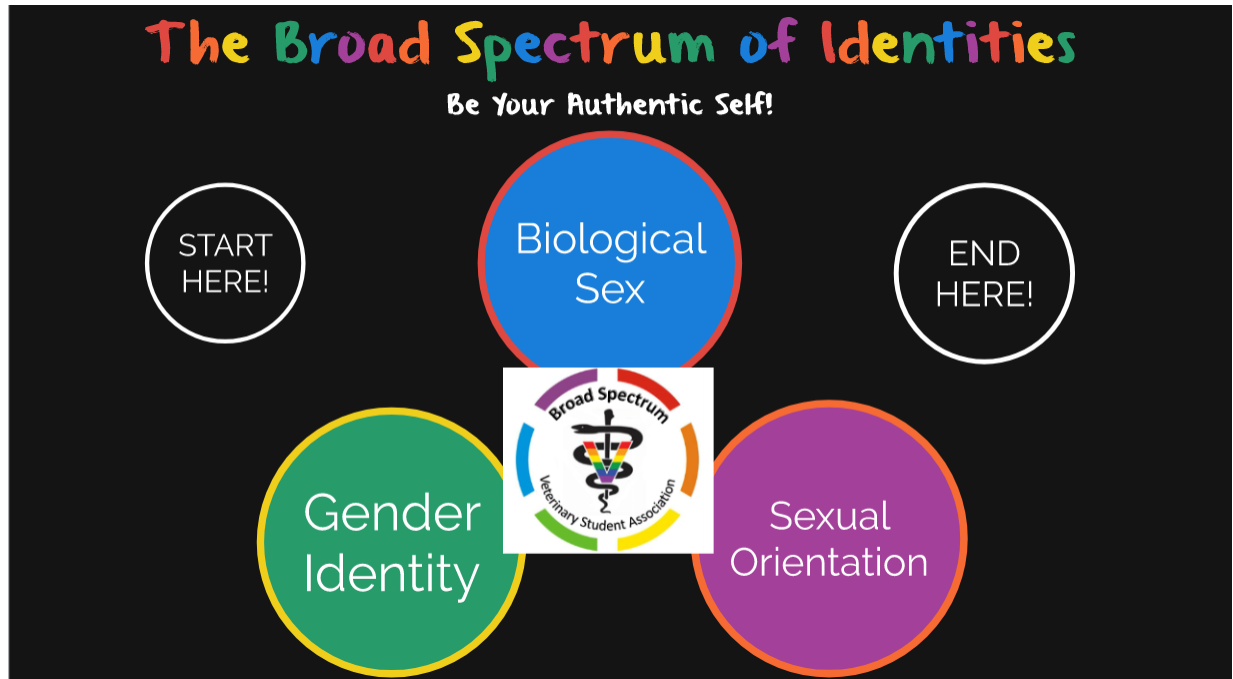 The Broad Spectrum of Identities
Be Your Authentic Self!
START
HERE!
Biological
Sex
END
HERE!
Broad Spectrum
Veterinary Student Association
Gender
Identity
Sexual
Orientation